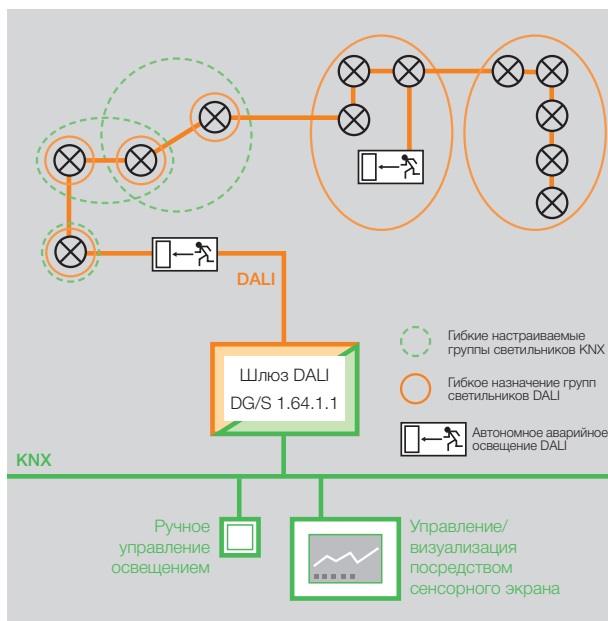 DALI
Гибкие настраиваемые
группы светильников KNX
Шлюз DALI
DG/S 1.64.1.1
Гибкое назначение групп
светильников DALI
Автономное аварийное
освещение DALI
KNX
Ручное
управление
освещением
Управление/
визуализация
посредством
сенсорного экрана